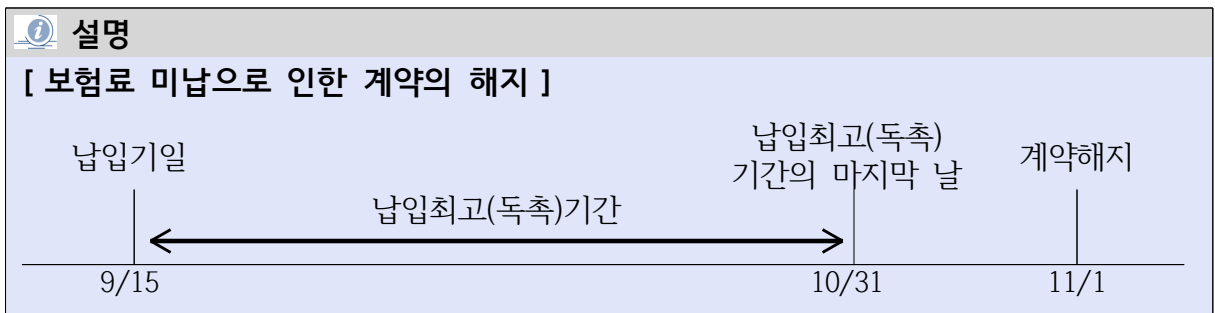 설명
[ 보험료 미납으로 인한 계약의 해지 ]
납입기일
납입최고(독촉)기간
납입최고(독촉)
기간의 마지막 날
계약해지
9/15
10/31
11/1